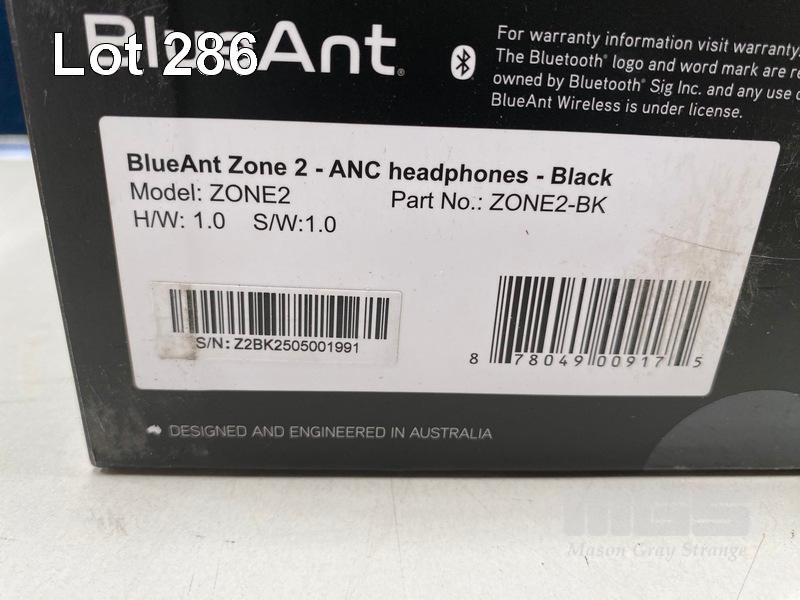 Lot 286
BlueAnt
For warranty information visit warranty.
The Bluetooth® logo and word mark are re
owned by Bluetooth® Sig Inc. and any use o
BlueAnt Wireless is under license.
BlueAnt Zone 2 - ANC headphones - Black
Model: ZONE2 Part No.: ZONE2-BK
H/W: 1.0 S/W:1.0
S/N: Z2BK2505001991
8 78049 00917 5
DESIGNED AND ENGINEERED IN AUSTRALIA
MGS
Mason Gray Strange